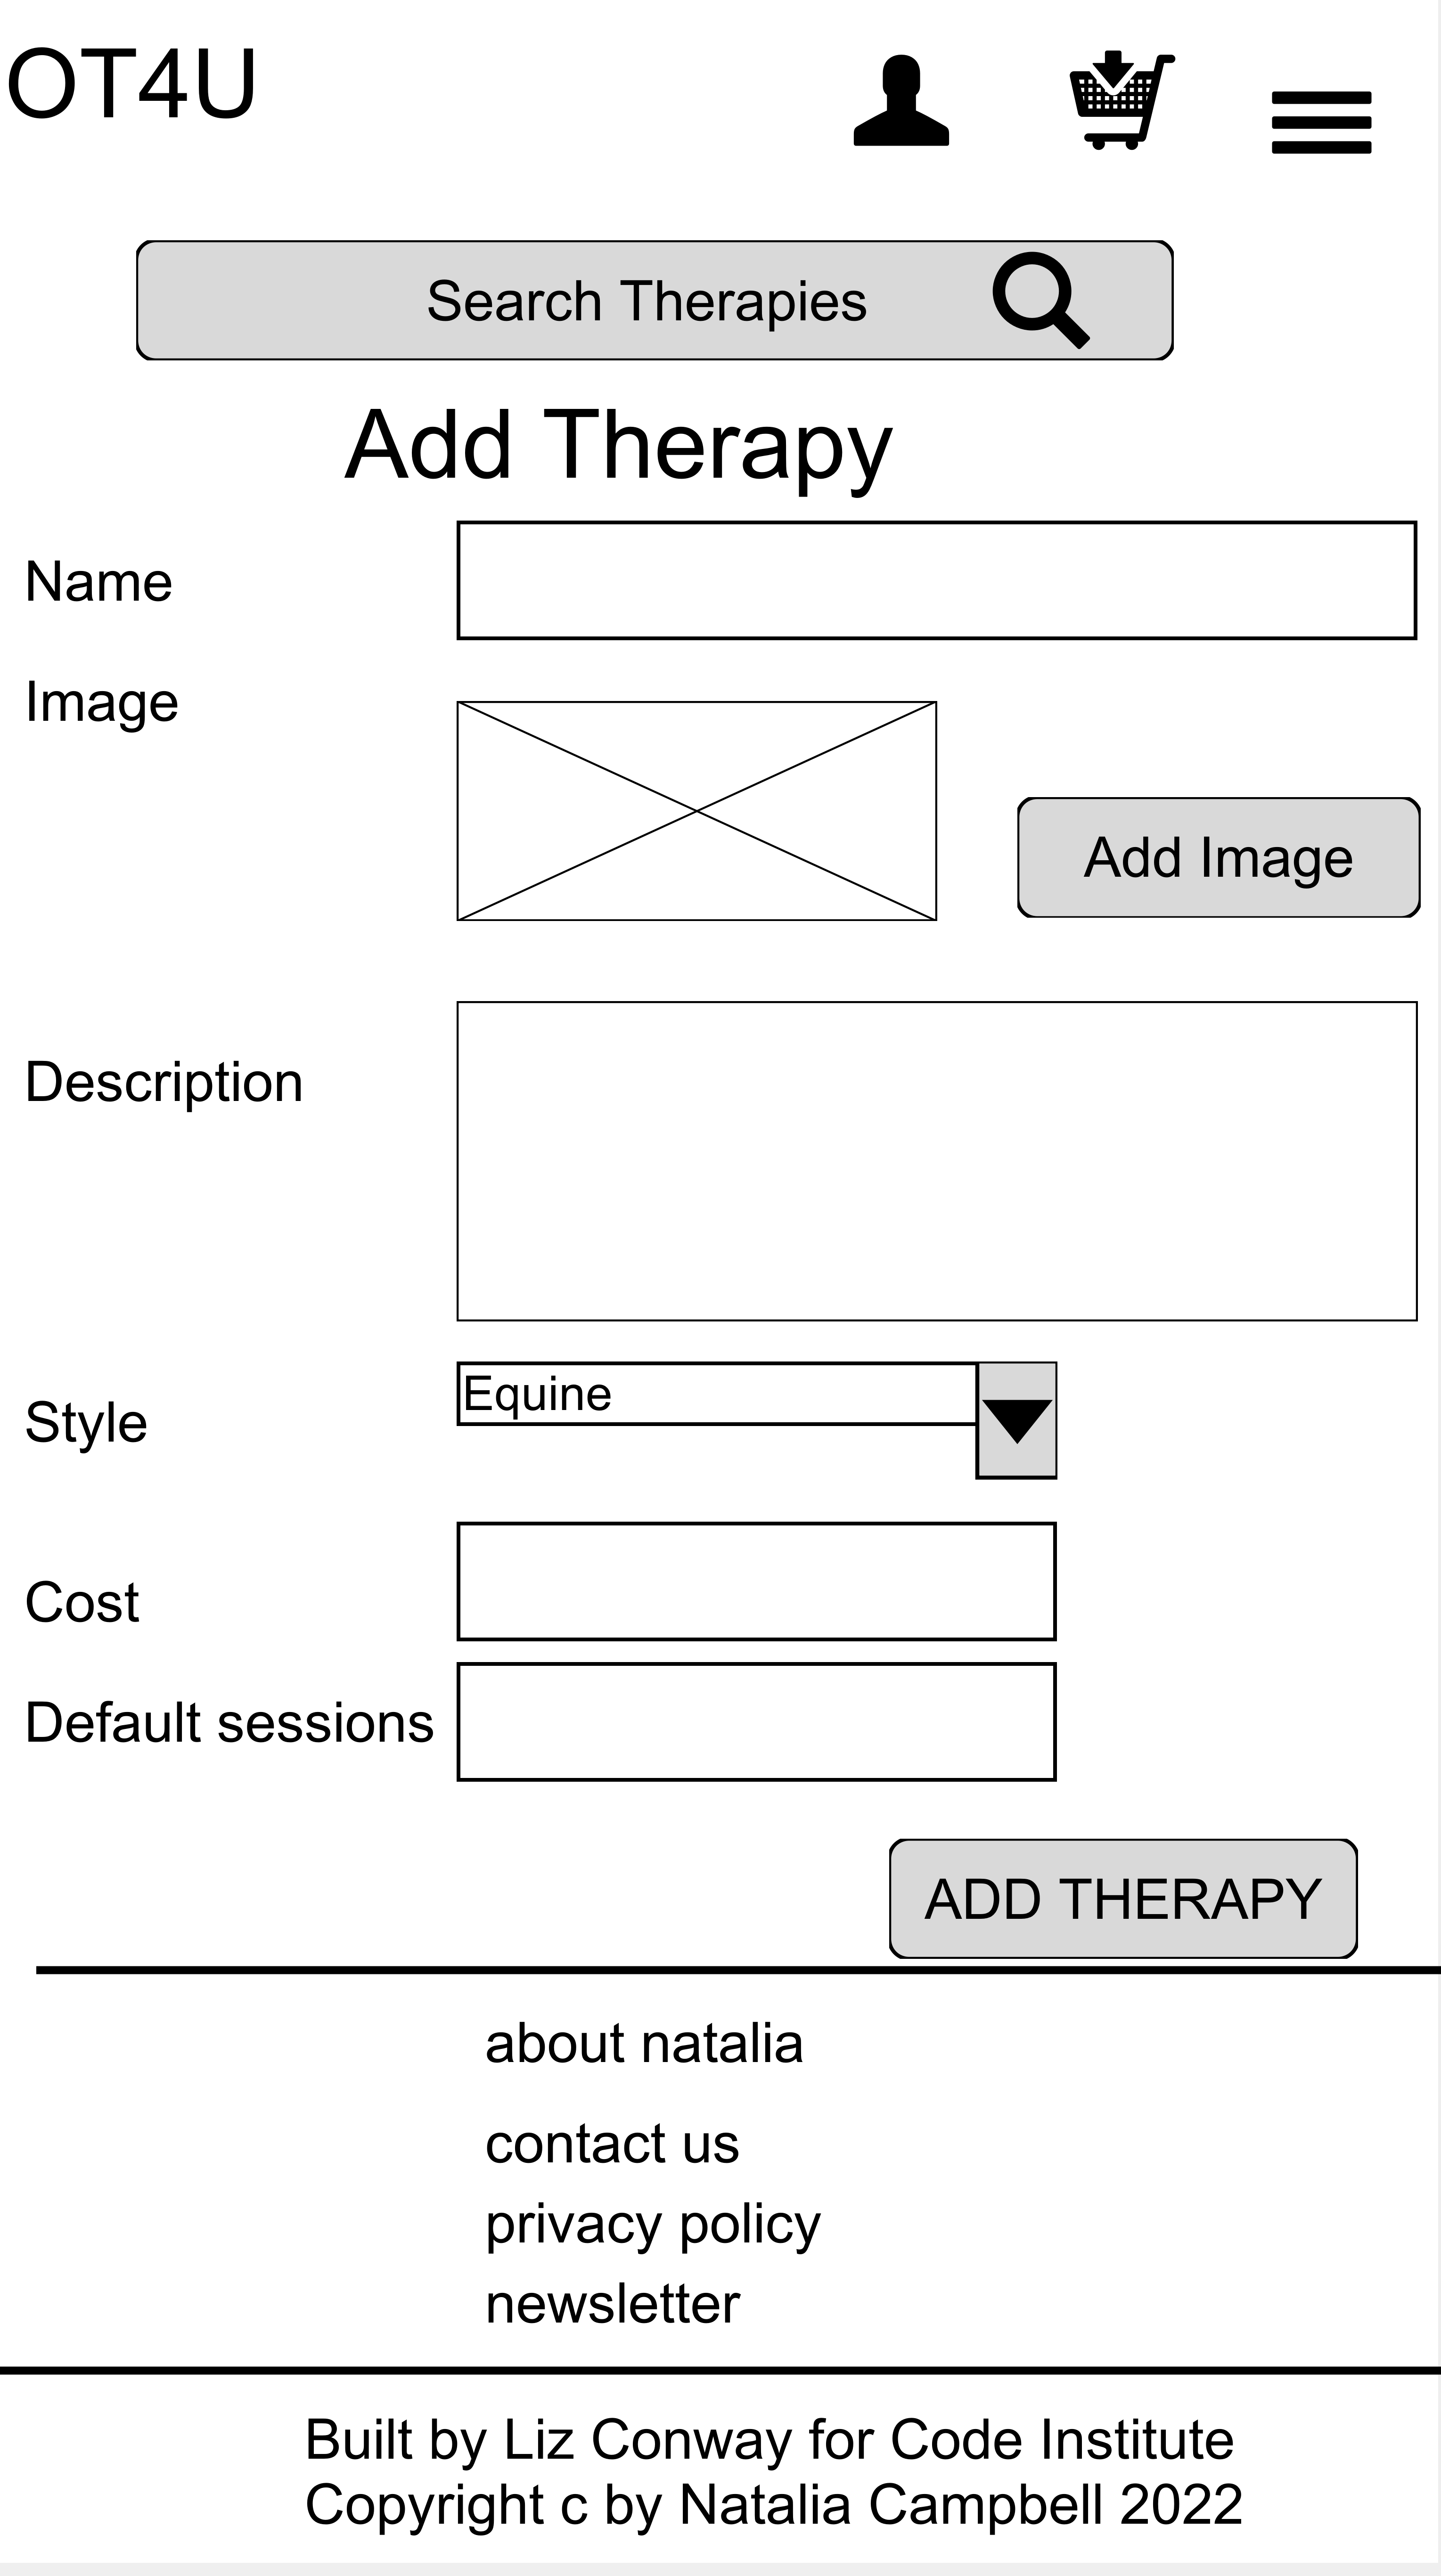 OT4U
Search Therapies
Add Therapy
Name
Image
Add Image
Description
Style
Equine
Cost
Default sessions
ADD THERAPY
about natalia
contact us
privacy policy
newsletter
Built by Liz Conway for Code Institute
Copyright c by Natalia Campbell 2022